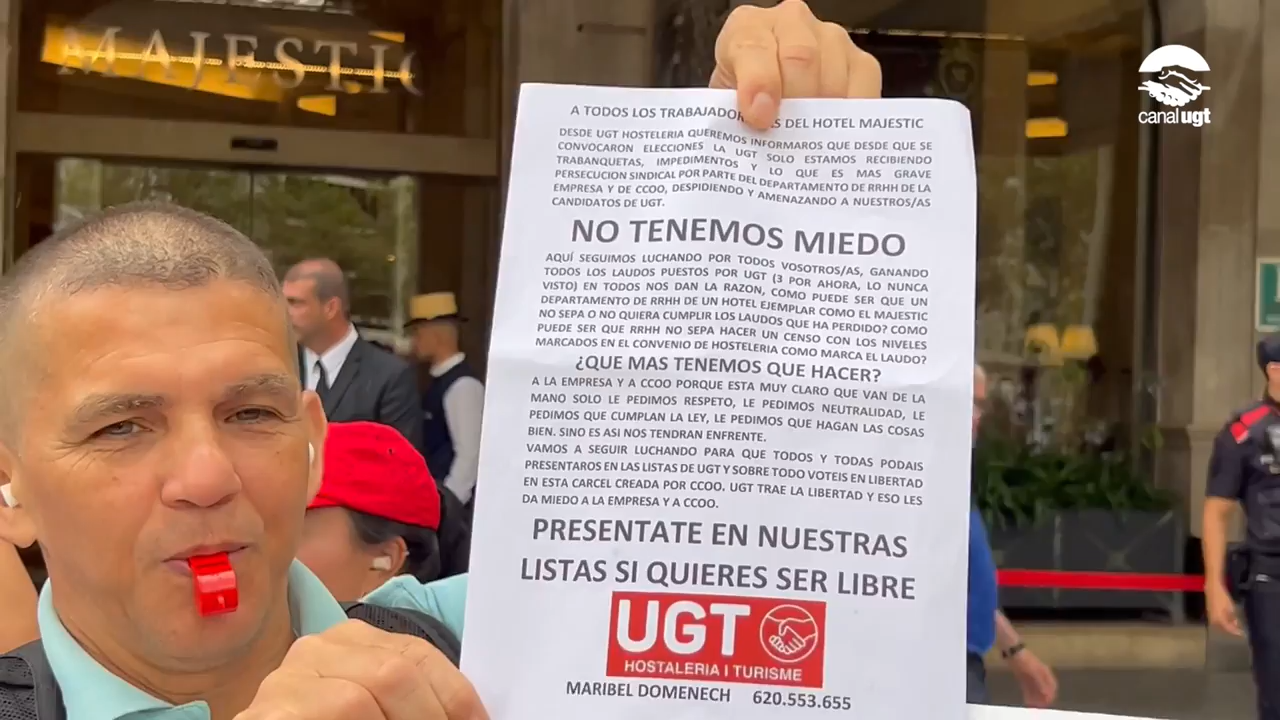 MAJESTIC
canalugt
A TODOS LOS TRABAJADOR AS DEL HOTEL MAJESTIC
DESDE UGT HOSTELERIA QUEREMOS INFORMAROS QUE DESDE QUE SE
CONVOCARON ELECCIONES LA UGT SOLO ESTAMOS RECIBIENDO
TRABANQUETAS, IMPEDIMENTOS Y LO QUE ES MAS GRAVE
PERSECUCION SINDICAL POR PARTE DEL DEPARTAMENTO DE RRHH DE LA
EMPRESA Y DE CCOO, DESPIDIENDO Y AMENAZANDO A NUESTROS/AS
CANDIDATOS DE UGT.
NO TENEMOS MIEDO
AQUÍ SEGUIMOS LUCHANDO POR TODOS VOSOTROS/AS, GANANDO
TODOS LOS LAUDOS PUESTOS POR UGT (3 POR AHORA, LO NUNCA
VISTO) EN TODOS NOS DAN LA RAZON, COMO PUEDE SER QUE UN
DEPARTAMENTO DE RRHH DE UN HOTEL EJEMPLAR COMO EL MAJESTIC
NO SEPA O NO QUIERA CUMPLIR LOS LAUDOS QUE HA PERDIDO? COMO
PUEDE SER QUE RRHH NO SEPA HACER UN CENSO CON LOS NIVELES
MARCADOS EN EL CONVENIO DE HOSTELERIA COMO MARCA EL LAUDO?
¿QUE MAS TENEMOS QUE HACER?
A LA EMPRESA Y A CCOO PORQUE ESTA MUY CLARO QUE VAN DE LA
MANO SOLO LE PEDIMOS RESPETO, LE PEDIMOS NEUTRALIDAD, LE
PEDIMOS QUE CUMPLAN LA LEY, LE PEDIMOS QUE HAGAN LAS COSAS
BIEN. SINO ES ASI NOS TENDRAN ENFRENTE.
VAMOS A SEGUIR LUCHANDO PARA QUE TODOS Y TODAS PODAIS
PRESENTAROS EN LAS LISTAS DE UGT Y SOBRE TODO VOTEIS EN LIBERTAD
EN ESTA CARCEL CREADA POR CCOO. UGT TRAE LA LIBERTAD Y ESO LES
DA MIEDO A LA EMPRESA Y A CCOO.
PRESENTATE EN NUESTRAS
LISTAS SI QUIERES SER LIBRE
UGT
HOSTALERIA I TURISME
MARIBEL DOMENECH 620.553.655